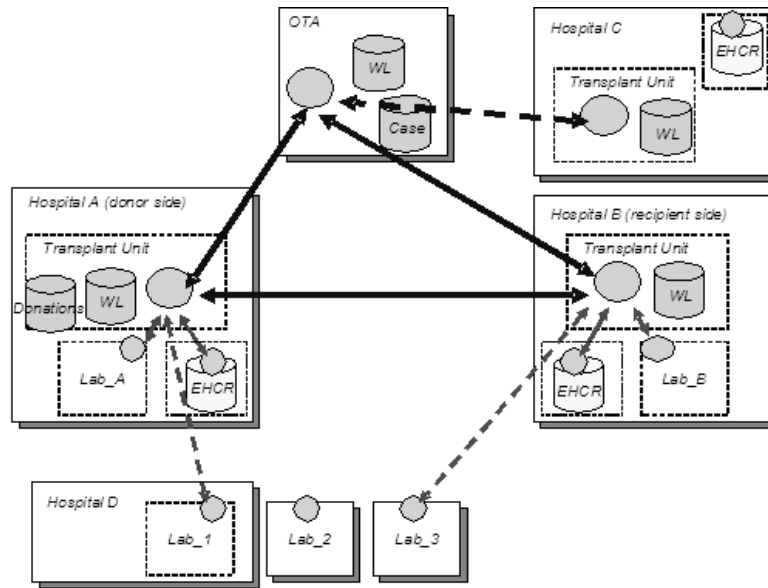 OTA
WL
Case
Hospital C
EHCR
Transplant Unit
WL
Hospital A (donor side)
Transplant Unit
Donations
WL
Lab_A
EHCR
Hospital B (recipient side)
Transplant Unit
WL
EHCR
Lab_B
Hospital D
Lab_1
Lab_2
Lab_3